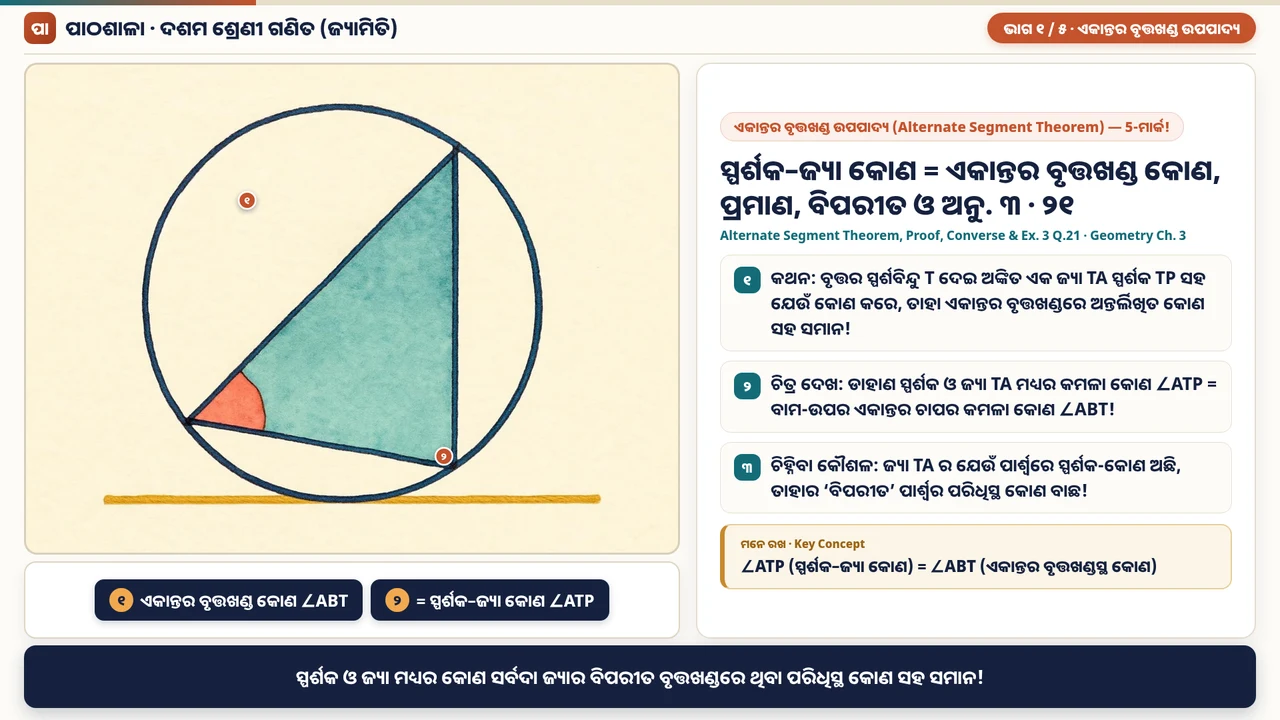 ପା ପାଠଶାଳା · ଦଶମ ଶ୍ରେଣୀ ଗଣିତ (ଜ୍ୟାମିତି)
ଭାଗ ୧ / ୫ · ଏକାନ୍ତର ବୃତ୍ତଖଣ୍ଡ ଉପପାଦ୍ୟ
୧
୨
୧ ଏକାନ୍ତର ବୃତ୍ତଖଣ୍ଡ କୋଣ ∠ABT
୨ = ସ୍ପର୍ଶକ–ଜ୍ୟା କୋଣ ∠ATP
ଏକାନ୍ତର ବୃତ୍ତଖଣ୍ଡ ଉପପାଦ୍ୟ (Alternate Segment Theorem) — 5-ମାର୍କ!
ସ୍ପର୍ଶକ–ଜ୍ୟା କୋଣ = ଏକାନ୍ତର ବୃତ୍ତଖଣ୍ଡ କୋଣ,
ପ୍ରମାଣ, ବିପରୀତ ଓ ଅନୁ. ୩ · ୨୧
Alternate Segment Theorem, Proof, Converse & Ex. 3 Q.21 · Geometry Ch. 3
୧ କଥନ: ବୃତ୍ତର ସ୍ପର୍ଶବିନ୍ଦୁ T ଦେଇ ଅଙ୍କିତ ଏକ ଜ୍ୟା TA ସ୍ପର୍ଶକ TP ସହ
ଯେଉଁ କୋଣ କରେ, ତାହା ଏକାନ୍ତର ବୃତ୍ତଖଣ୍ଡରେ ଅନ୍ତର୍ଲିଖିତ କୋଣ
ସହ ସମାନ!
୨ ଚିତ୍ର ଦେଖ: ଡାହାଣ ସ୍ପର୍ଶକ ଓ ଜ୍ୟା TA ମଧ୍ୟର କମଳା କୋଣ ∠ATP =
ବାମ-ଉପର ଏକାନ୍ତର ଚାପର କମଳା କୋଣ ∠ABT!
୩ ଚିହ୍ନିବା କୌଶଳ: ଜ୍ୟା TA ର ଯେଉଁ ପାର୍ଶ୍ୱରେ ସ୍ପର୍ଶକ-କୋଣ ଅଛି,
ତାହାର ‘ବିପରୀତ’ ପାର୍ଶ୍ୱର ପରିଧିସ୍ଥ କୋଣ ବାଛ!
ମନେ ରଖ · Key Concept
∠ATP (ସ୍ପର୍ଶକ–ଜ୍ୟା କୋଣ) = ∠ABT (ଏକାନ୍ତର ବୃତ୍ତଖଣ୍ଡସ୍ଥ କୋଣ)
ସ୍ପର୍ଶକ ଓ ଜ୍ୟା ମଧ୍ୟର କୋଣ ସର୍ବଦା ଜ୍ୟାର ବିପରୀତ ବୃତ୍ତଖଣ୍ଡରେ ଥିବା ପରିଧିସ୍ଥ କୋଣ ସହ ସମାନ!